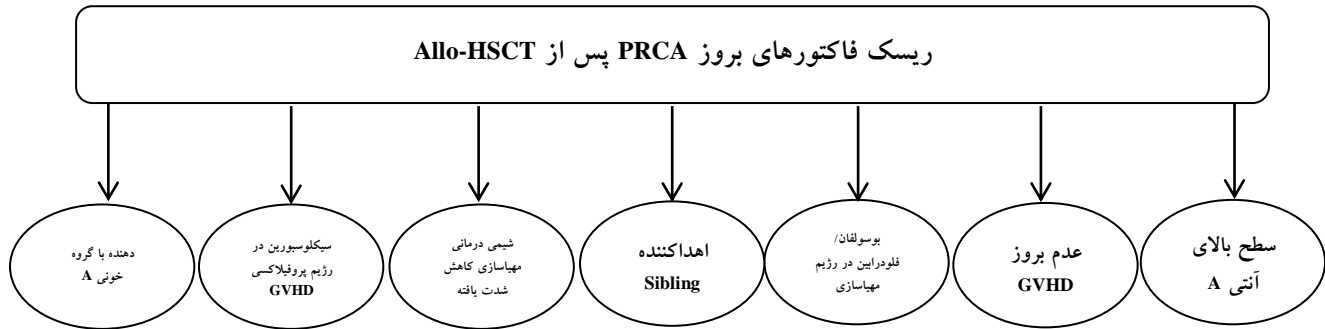 ریسک فاکتورهای بروز PRCA پس از Allo-HSCT
سطح بالای
آنتی A
عدم بروز
GVHD
بوسولفان/
فلودرابین در رژیم
مهیاسازی
اهداکننده
Sibling
شیمی درمانی
مهیاسازی کاهش
شدت یافته
سیکلوسپورین در
رژیم پروفیلاکسی
GVHD
دهنده با گروه
خونی A